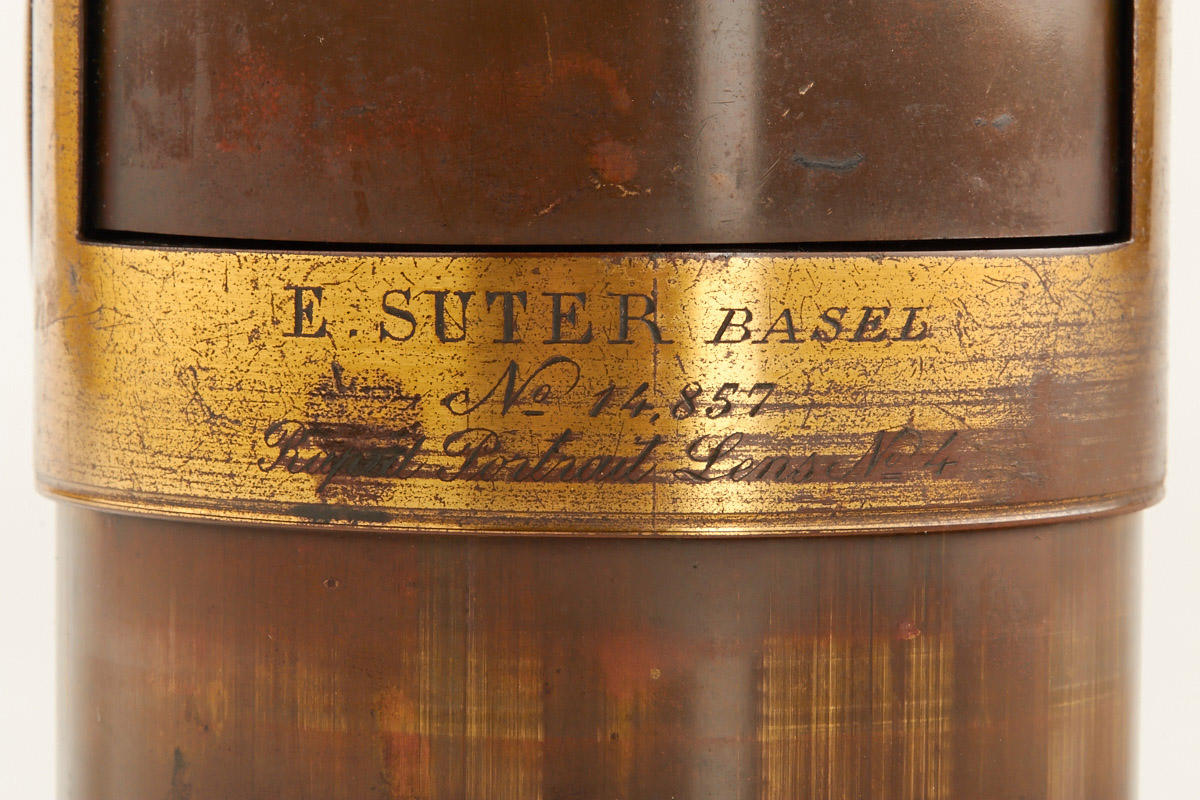 E. SUTER BASEL
No 14,857
Rapid Portrait Lens No 4